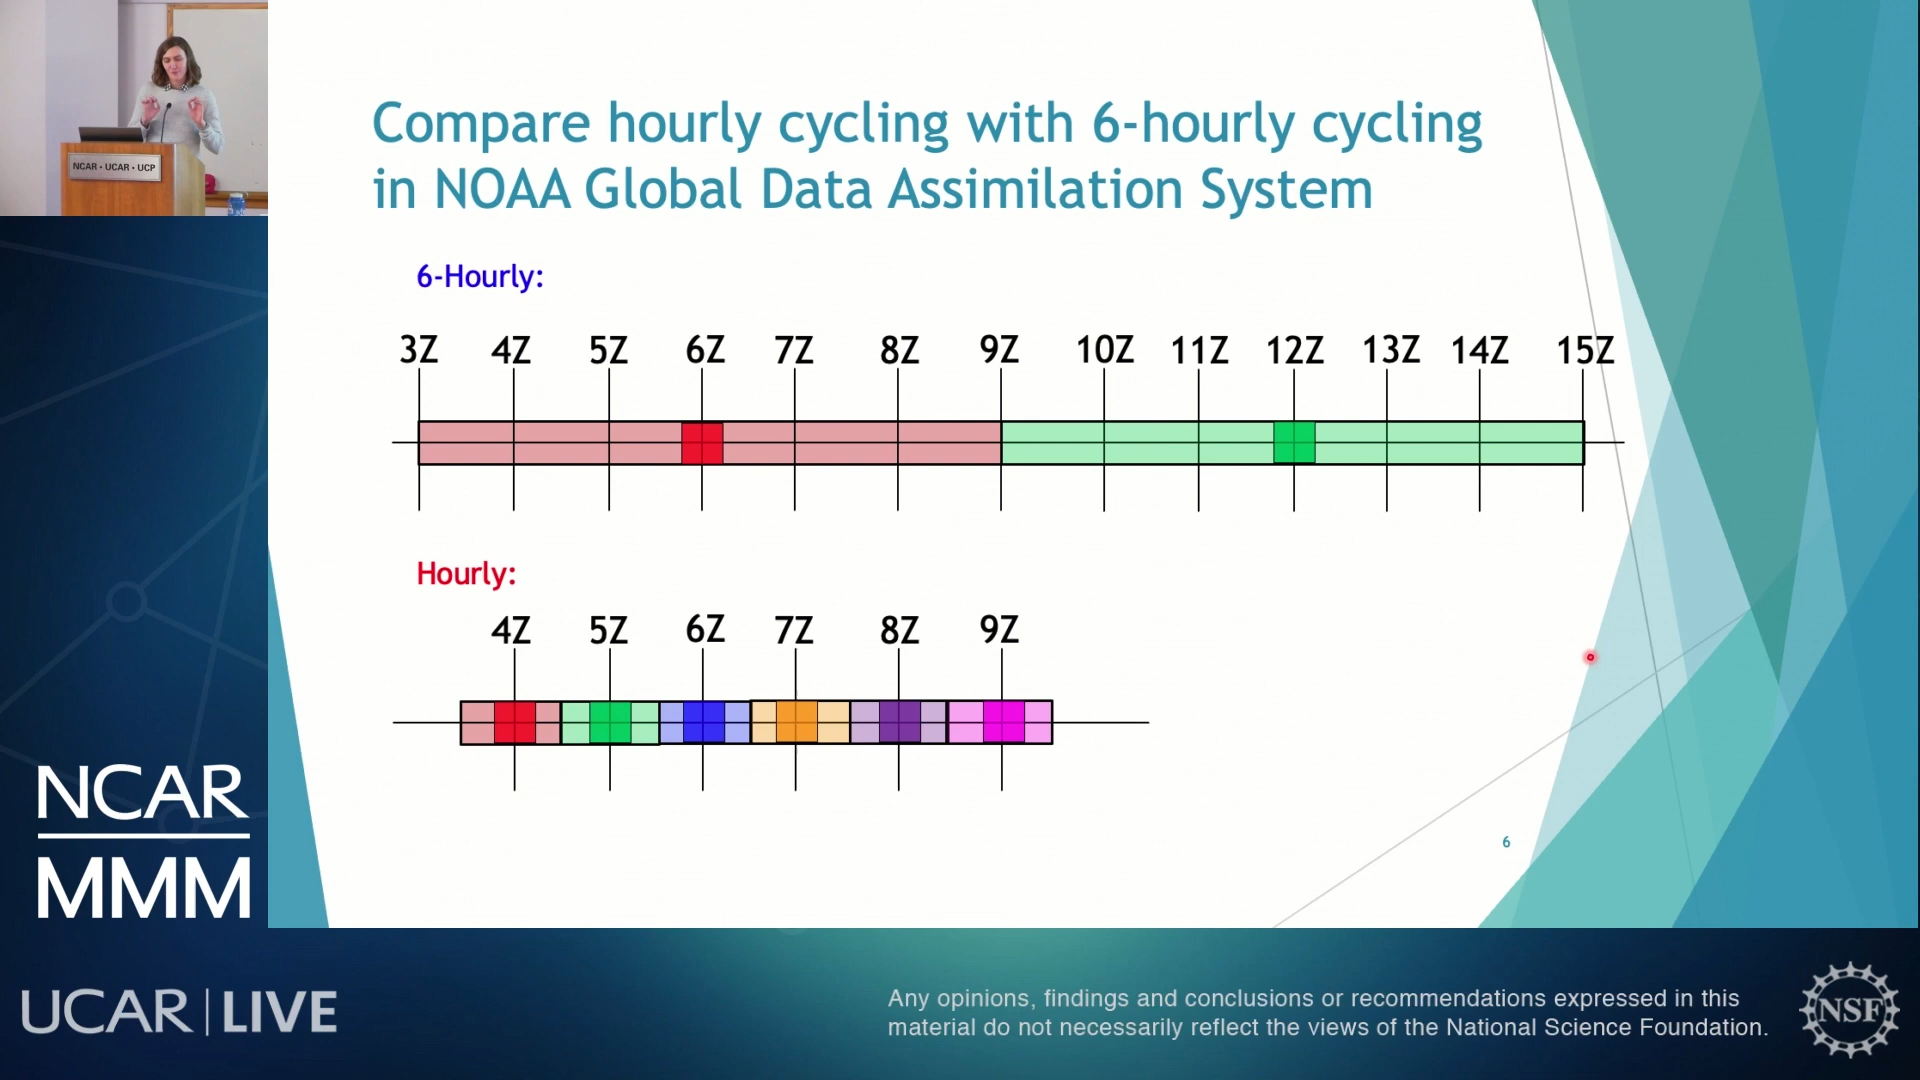 NCAR • UCAR • UCP
Compare hourly cycling with 6-hourly cycling
in NOAA Global Data Assimilation System
6-Hourly:
3Z 4Z 5Z 6Z 7Z 8Z 9Z 10Z 11Z 12Z 13Z 14Z 15Z
Hourly:
4Z 5Z 6Z 7Z 8Z 9Z
6
NCAR
MMM
UCAR | LIVE
Any opinions, findings and conclusions or recommendations expressed in this
material do not necessarily reflect the views of the National Science Foundation.
NSF